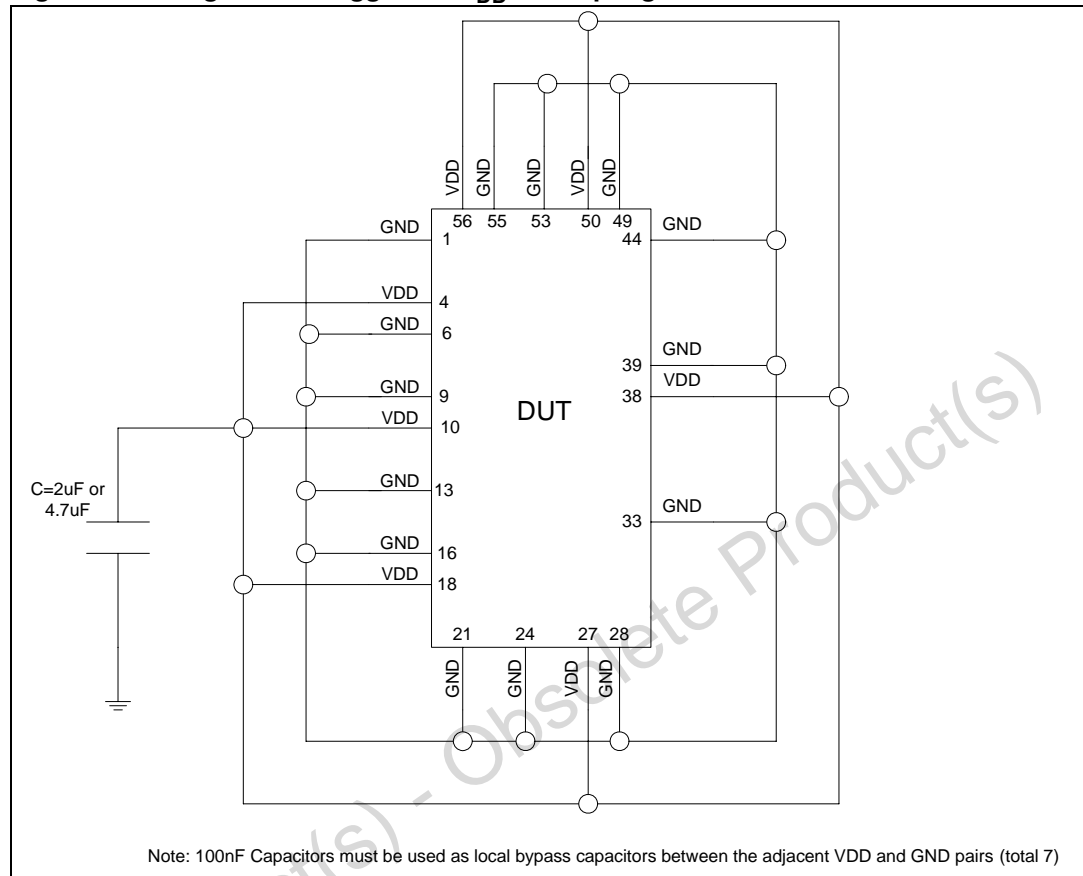 VDD
GND
GND
VDD
GND
56 55 53 50 49
GND 1
44 GND
VDD 4
GND 6
39 GND
GND 9
38 VDD
VDD 10
DUT
C=2uF or
4.7uF
GND 13
33 GND
GND 16
VDD 18
21 24 27 28
GND
GND
VDD
GND
- Obsolete Product(s)
Note: 100nF Capacitors must be used as local bypass capacitors between the adjacent VDD and GND pairs (total 7)